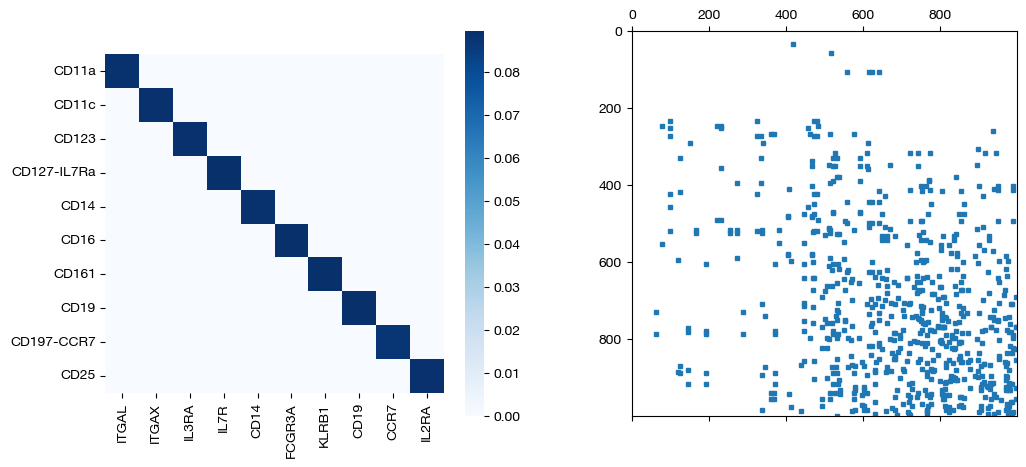 CD11a
CD11c
CD123
CD127-IL7Ra
CD14
CD16
CD161
CD19
CD197-CCR7
CD25
ITGAL
ITGAX
IL3RA
IL7R
CD14
FCGR3A
KLRB1
CD19
CCR7
IL2RA
0.08
0.07
0.06
0.05
0.04
0.03
0.02
0.01
0.00
0 200 400 600 800
0
200
400
600
800